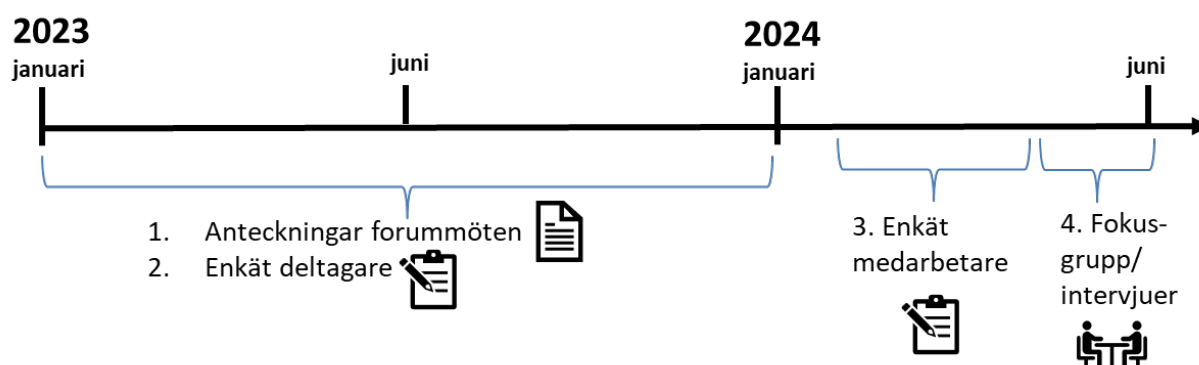 2023
januari
juni
2024
januari
juni
1. Anteckningar forummöten
2. Enkät deltagare
3. Enkät
medarbetare
4. Fokus-
grupp/
intervjuer